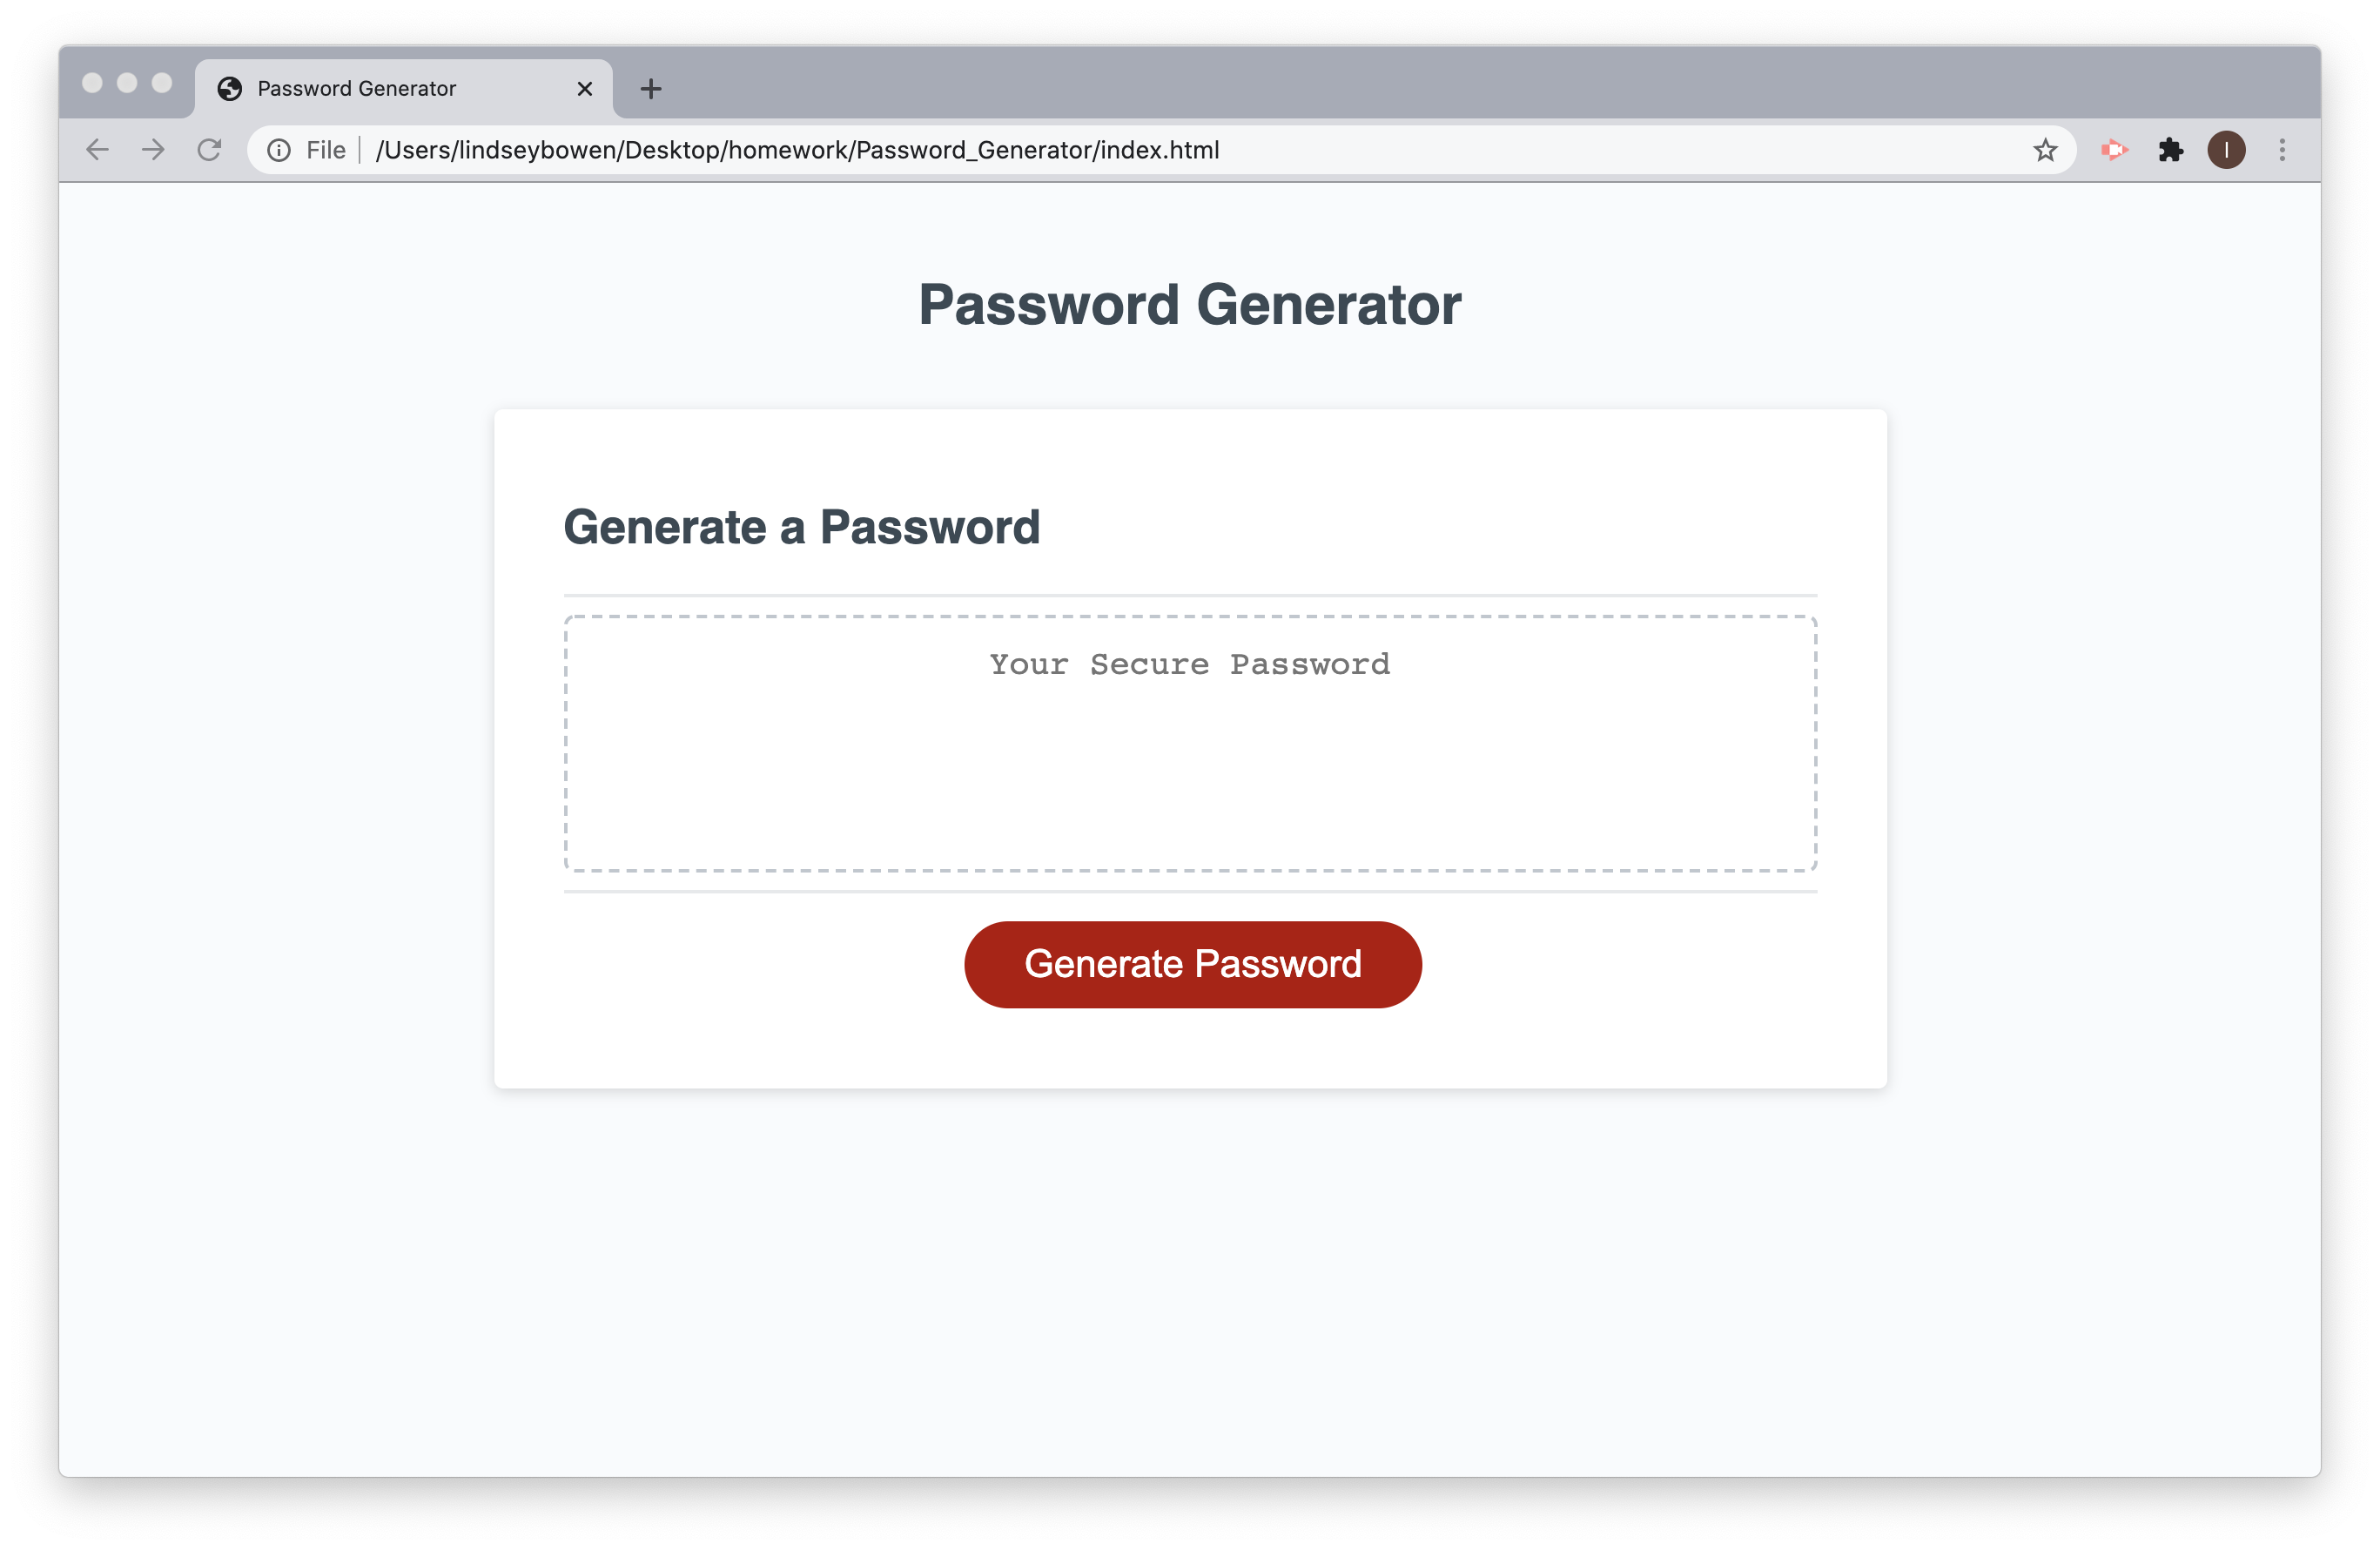 Password Generator
File /Users/lindseybowen/Desktop/homework/Password_Generator/index.html
I
Password Generator
Generate a Password
Your Secure Password
Generate Password